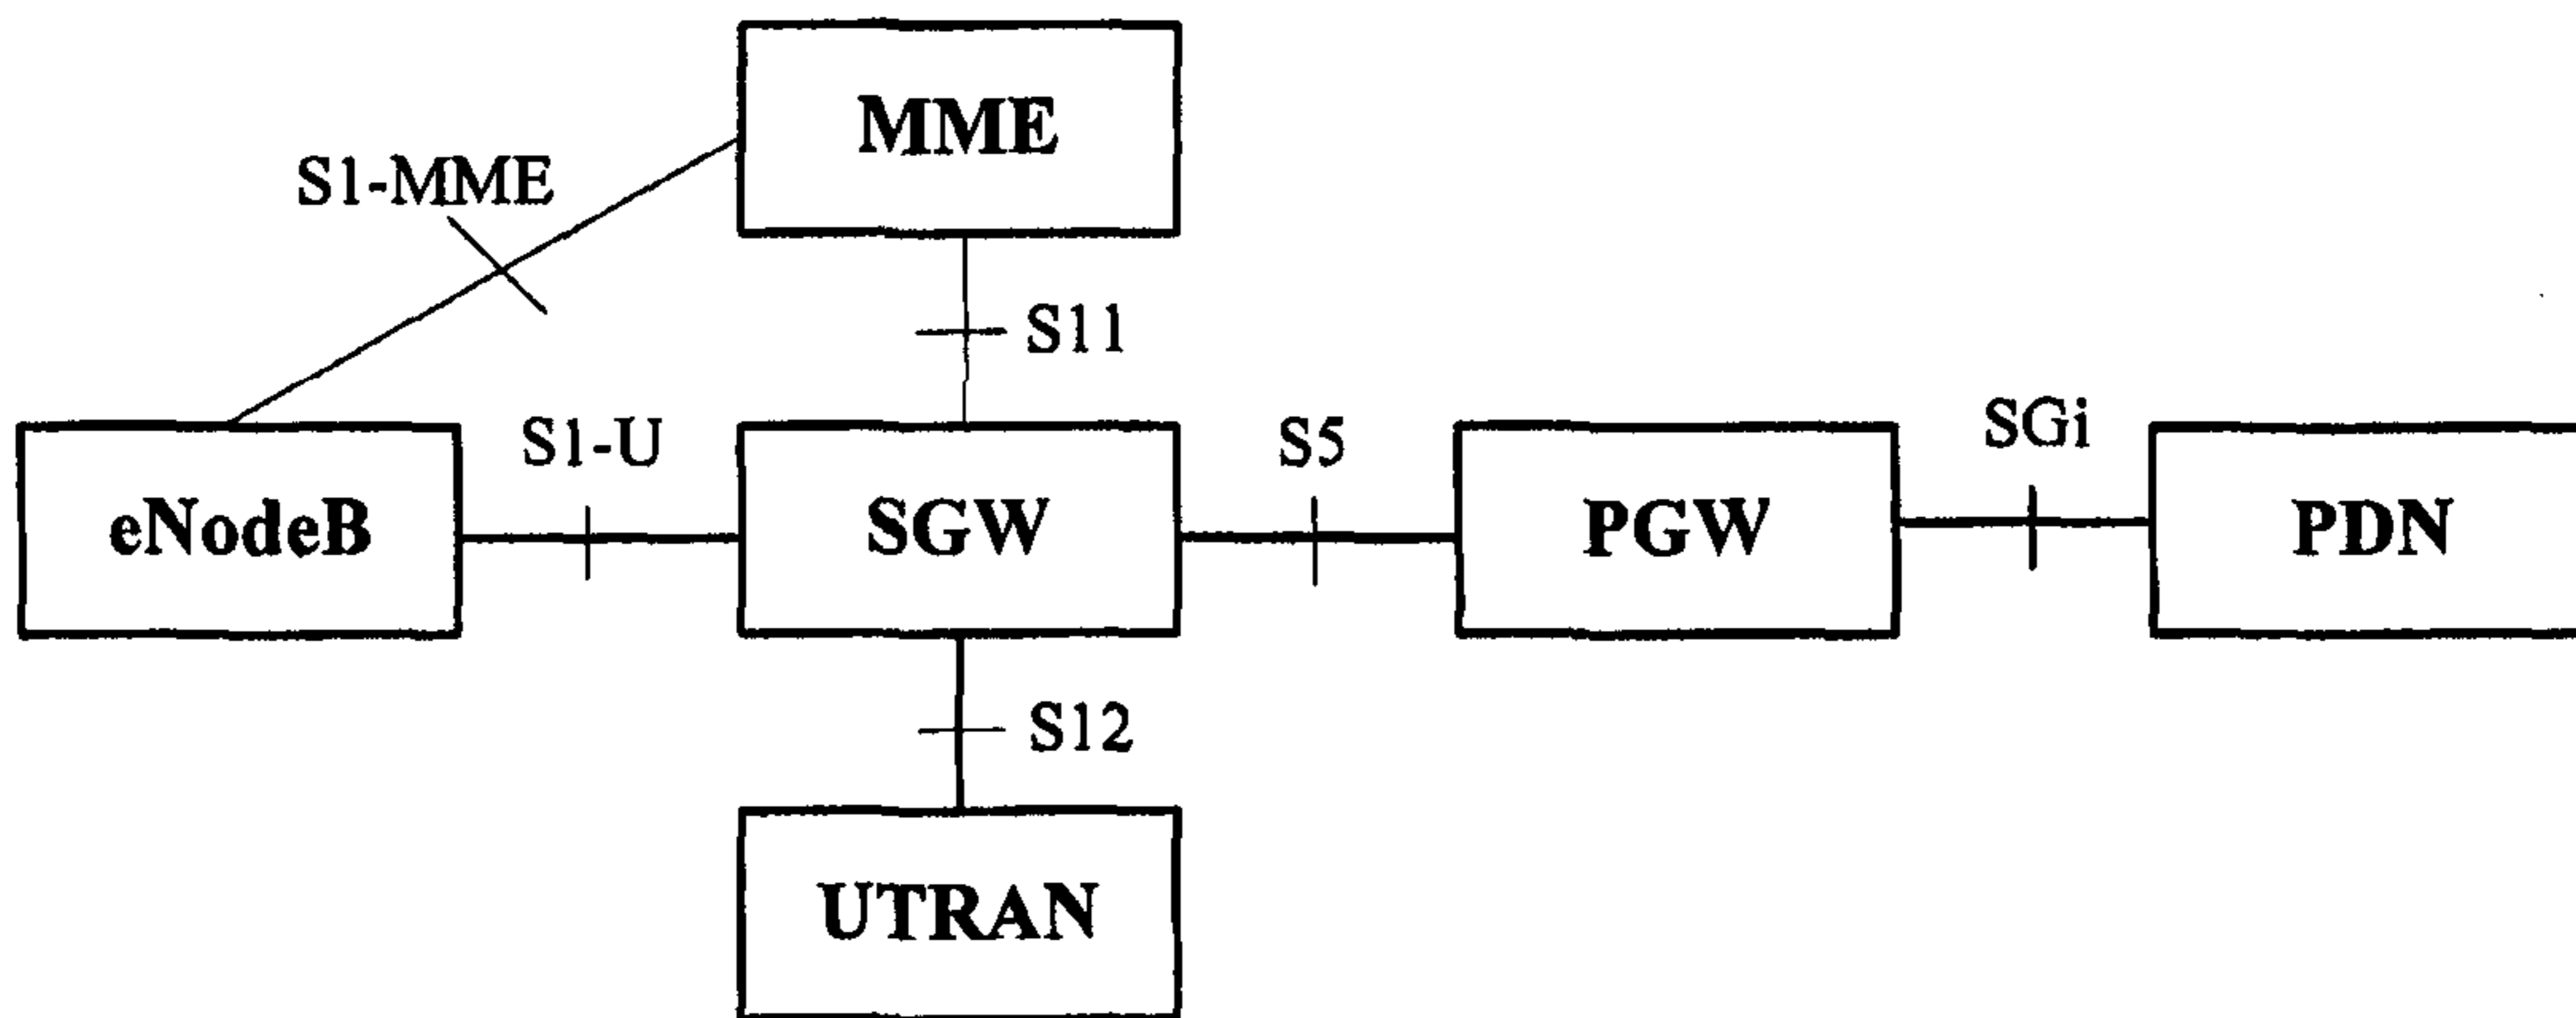 MME
S1-MME
S11
S1-U
S5
SGi
eNodeB
SGW
PGW
PDN
S12
UTRAN